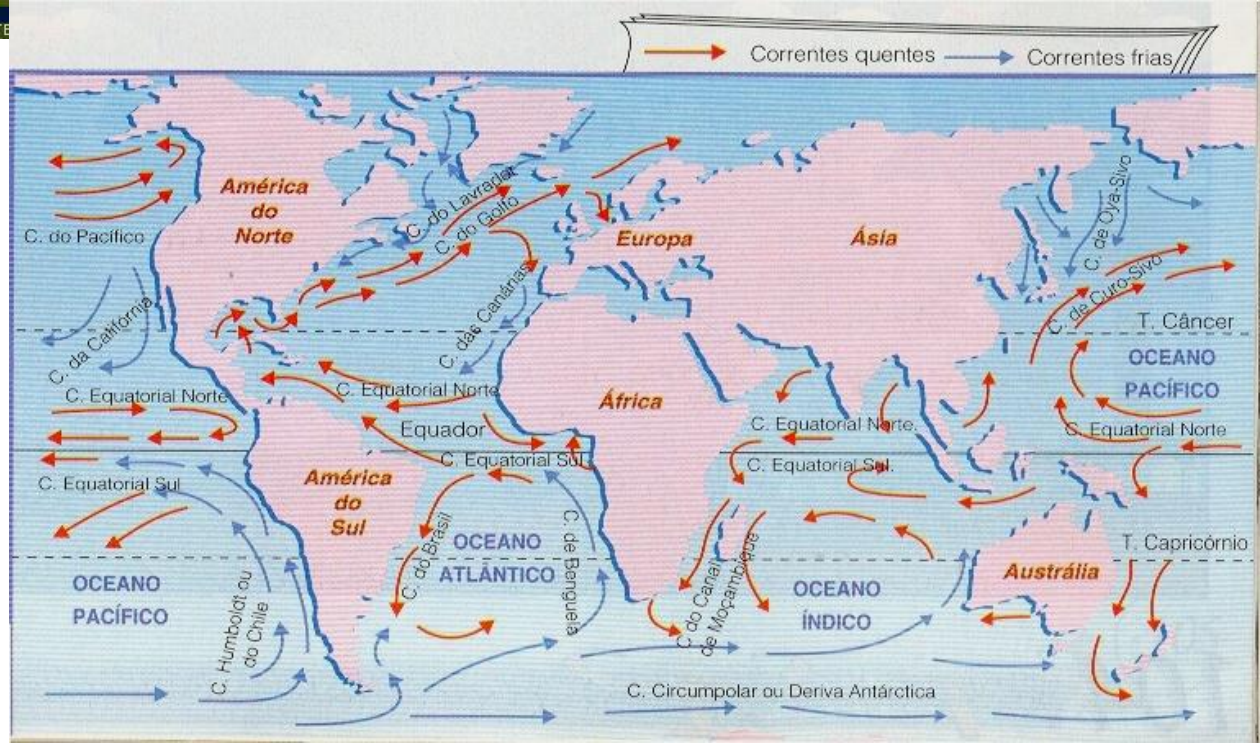 Correntes quentes
Correntes frias
América
do
Norte
C. do Lavrador
C. do Golfo
Europa
Ásia
C. de Oya-Sivo
C. do Pacífico
C. da California
C. das Canárias
C. de Curo-Sivo
T. Câncer
OCEANO
PACÍFICO
C. Equatorial Norte
C. Equatorial Norte
África
C. Equatorial Norte.
C. Equatorial Norte
Equador
C. Equatorial Sul
C. Equatorial Sul.
C. Equatorial Sul
América
do
Sul
C. do Brasil
OCEANO
ATLÂNTICO
C. de Benguela
T. Capricórnio
Austrália
OCEANO
PACÍFICO
C. Humboldt ou
do Chile
C. do Canal
de Moçambique
OCEANO
ÍNDICO
C. Circumpolar ou Deriva Antárctica